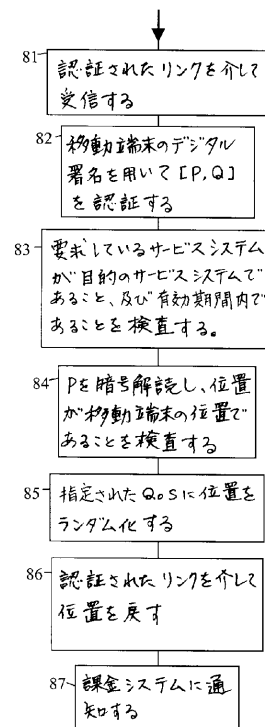 81
認証されたリンクを介して
受信する
82
移動端末のデジタル
署名を用いて[P,Q]
を認証する
83
要求しているサービスシステム
が目的のサービスシステムで
あること、及び有効期間内で
あることを検査する。
84
Pを暗号解読し、位置
が移動端末の位置で
あることを検査する
85
指定されたQoSに位置を
ランダム化する
86
認証されたリンクを介して
位置を戻す
87
課金システムに通
知する